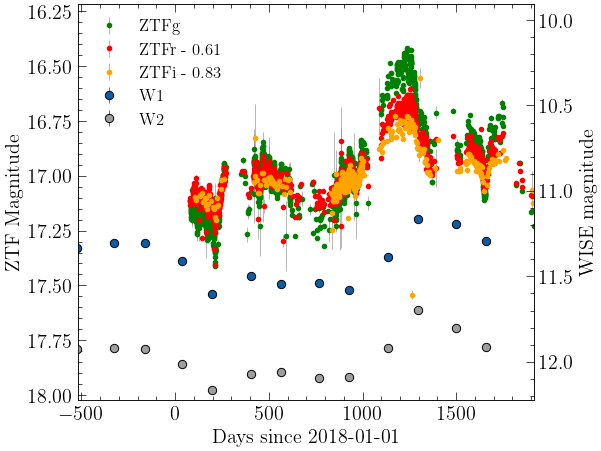 ZTFg
ZTFr - 0.61
ZTFi - 0.83
W1
W2
16.25
16.50
16.75
17.00
17.25
17.50
17.75
18.00
ZTF Magnitude
10.0
10.5
11.0
11.5
12.0
WISE magnitude
−500
0
500
1000
1500
Days since 2018-01-01